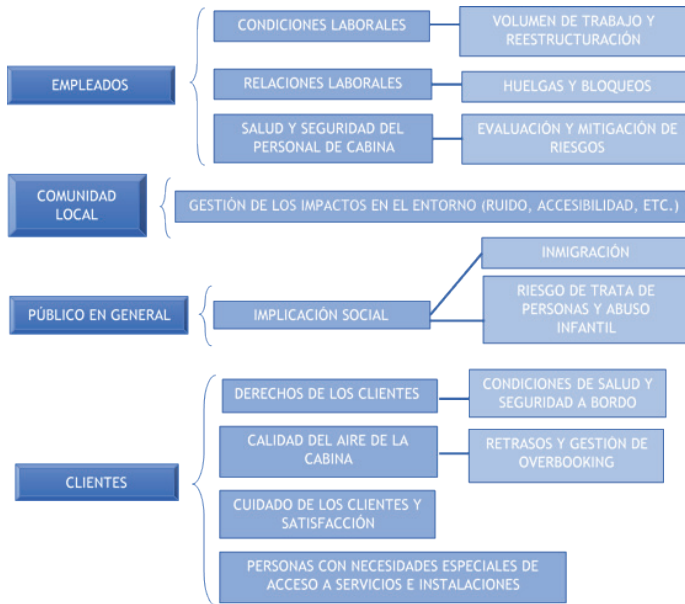 EMPLEADOS
CONDICIONES LABORALES
VOLUMEN DE TRABAJO Y
REESTRUCTURACIÓN
RELACIONES LABORALES
HUELGAS Y BLOQUEOS
SALUD Y SEGURIDAD DEL
PERSONAL DE CABINA
EVALUACIÓN Y MITIGACIÓN DE
RIESGOS
COMUNIDAD
LOCAL
GESTIÓN DE LOS IMPACTOS EN EL ENTORNO (RUIDO, ACCESIBILIDAD, ETC.)
PÚBLICO EN GENERAL
IMPLICACIÓN SOCIAL
INMIGRACIÓN
RIESGO DE TRATA DE
PERSONAS Y ABUSO
INFANTIL
CLIENTES
DERECHOS DE LOS CLIENTES
CONDICIONES DE SALUD Y
SEGURIDAD A BORDO
CALIDAD DEL AIRE DE LA
CABINA
RETRASOS Y GESTIÓN DE
OVERBOOKING
CUIDADO DE LOS CLIENTES Y
SATISFACCIÓN
PERSONAS CON NECESIDADES ESPECIALES DE
ACCESO A SERVICIOS E INSTALACIONES